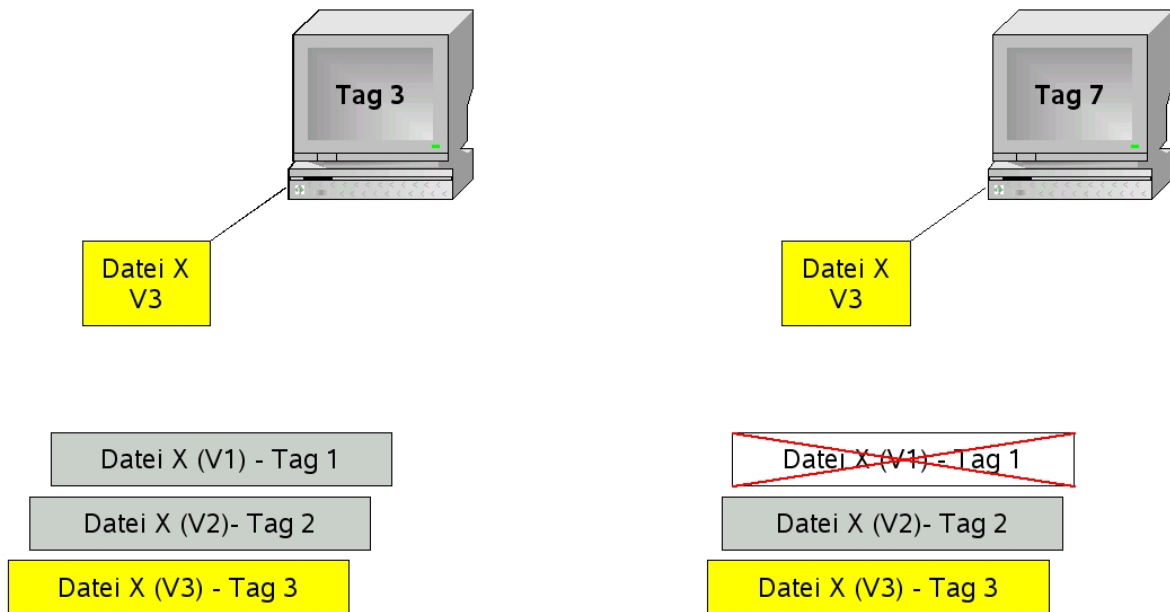 Tag 3
Datei X
V3
Datei X (V1) - Tag 1
Datei X (V2)- Tag 2
Datei X (V3) - Tag 3
Tag 7
Datei X
V3
Datei X (V1) - Tag 1
Datei X (V2)- Tag 2
Datei X (V3) - Tag 3